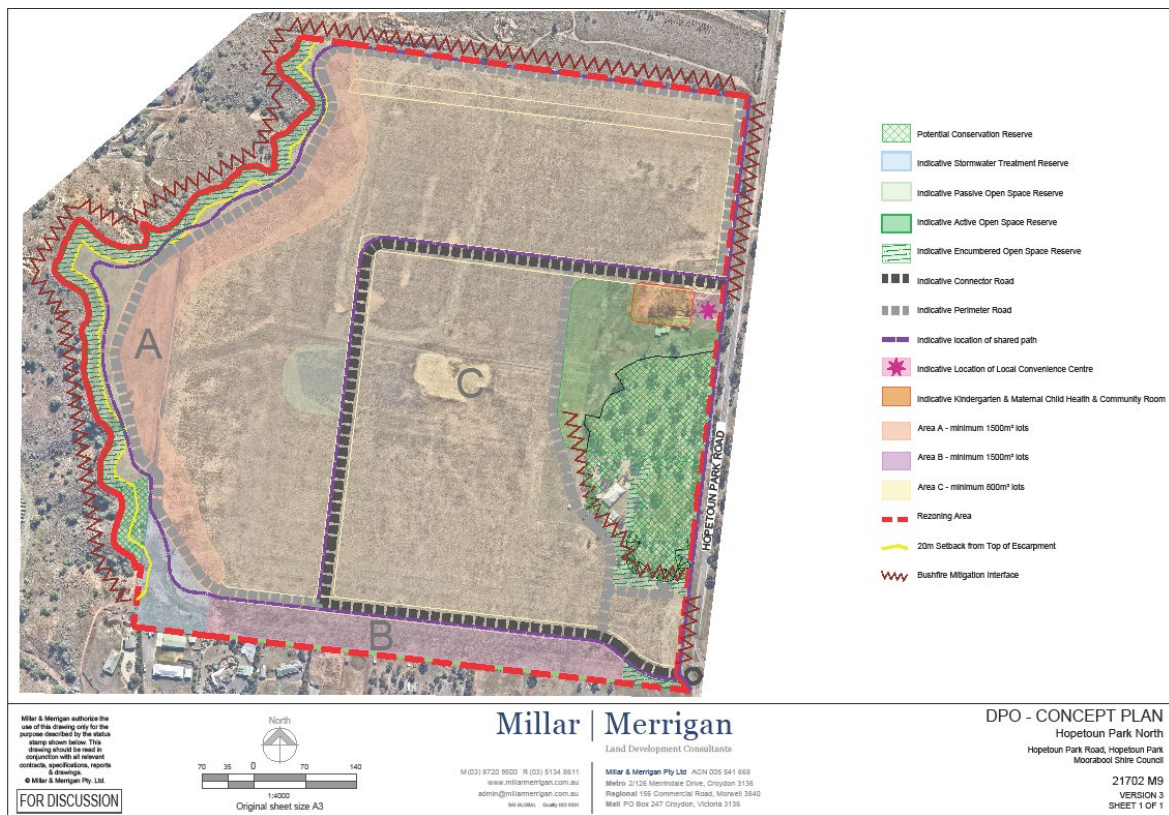 A
C
B
HOPETOUN PARK ROAD
Potential Conservation Reserve
Indicative Stormwater Treatment Reserve
Indicative Passive Open Space Reserve
Indicative Active Open Space Reserve
Indicative Encumbered Open Space Reserve
Indicative Connector Road
Indicative Perimeter Road
Indicative location of shared path
Indicative Location of Local Convenience Centre
Indicative Kindergarten & Maternal Child Health & Community Room
Area A - minimum 1500m² lots
Area B - minimum 1500m² lots
Area C - minimum 800m² lots
Rezoning Area
20m Setback from Top of Escarpment
Bushfire Mitigation Interface
Millar & Merrigan authorize the
use of this drawing only for the
purpose described by the status
stamp shown below. This
drawing should be read in
conjunction with all relevant
contracts, specifications, reports
& drawings.
© Millar & Merrigan Pty. Ltd.
FOR DISCUSSION
North
70 35 0 70 140
1:4000
Original sheet size A3
Millar | Merrigan
Land Development Consultants
M (03) 8720 9500 R (03) 5134 8611
www.millarmerrigan.com.au
admin@millarmerrigan.com.au
SAI GLOBAL Quality ISO 9001
Millar & Merrigan Pty Ltd ACN 005 541 668
Metro 2/126 Merrindale Drive, Croydon 3136
Regional 156 Commercial Road, Morwell 3840
Mail PO Box 247 Croydon, Victoria 3136
DPO - CONCEPT PLAN
Hopetoun Park North
Hopetoun Park Road, Hopetoun Park
Moorabool Shire Council
21702 M9
VERSION 3
SHEET 1 OF 1